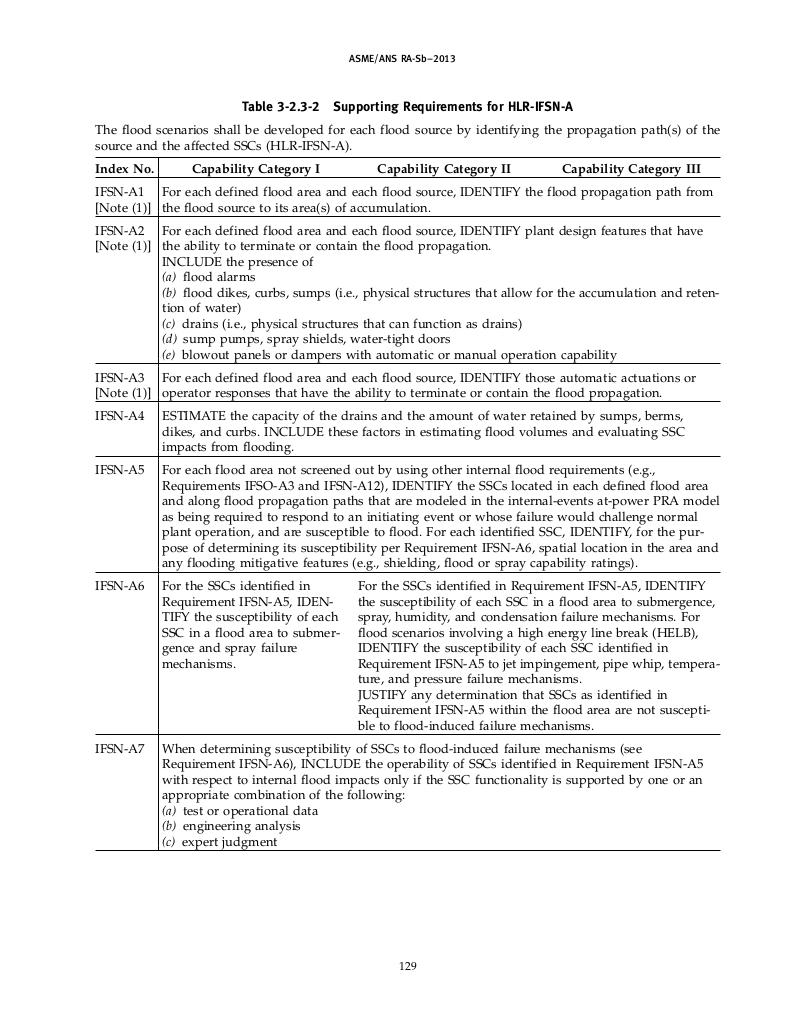 ASME/ANS RA-Sb–2013
Table 3-2.3-2 Supporting Requirements for HLR-IFSN-A
The flood scenarios shall be developed for each flood source by identifying the propagation path(s) of the
source and the affected SSCs (HLR-IFSN-A).
Index No. Capability Category I Capability Category II Capability Category III
IFSN-A1 For each defined flood area and each flood source, IDENTIFY the flood propagation path from
[Note (1)] the flood source to its area(s) of accumulation.
IFSN-A2 For each defined flood area and each flood source, IDENTIFY plant design features that have
[Note (1)] the ability to terminate or contain the flood propagation.
INCLUDE the presence of
(a) flood alarms
(b) flood dikes, curbs, sumps (i.e., physical structures that allow for the accumulation and reten-
tion of water)
(c) drains (i.e., physical structures that can function as drains)
(d) sump pumps, spray shields, water-tight doors
(e) blowout panels or dampers with automatic or manual operation capability
IFSN-A3 For each defined flood area and each flood source, IDENTIFY those automatic actuations or
[Note (1)] operator responses that have the ability to terminate or contain the flood propagation.
IFSN-A4 ESTIMATE the capacity of the drains and the amount of water retained by sumps, berms,
dikes, and curbs. INCLUDE these factors in estimating flood volumes and evaluating SSC
impacts from flooding.
IFSN-A5 For each flood area not screened out by using other internal flood requirements (e.g.,
Requirements IFSO-A3 and IFSN-A12), IDENTIFY the SSCs located in each defined flood area
and along flood propagation paths that are modeled in the internal-events at-power PRA model
as being required to respond to an initiating event or whose failure would challenge normal
plant operation, and are susceptible to flood. For each identified SSC, IDENTIFY, for the pur-
pose of determining its susceptibility per Requirement IFSN-A6, spatial location in the area and
any flooding mitigative features (e.g., shielding, flood or spray capability ratings).
IFSN-A6 For the SSCs identified in
Requirement IFSN-A5, IDEN-
TIFY the susceptibility of each
SSC in a flood area to submer-
gence and spray failure
mechanisms.
For the SSCs identified in Requirement IFSN-A5, IDENTIFY
the susceptibility of each SSC in a flood area to submergence,
spray, humidity, and condensation failure mechanisms. For
flood scenarios involving a high energy line break (HELB),
IDENTIFY the susceptibility of each SSC identified in
Requirement IFSN-A5 to jet impingement, pipe whip, tempera-
ture, and pressure failure mechanisms.
JUSTIFY any determination that SSCs as identified in
Requirement IFSN-A5 within the flood area are not suscepti-
ble to flood-induced failure mechanisms.
IFSN-A7 When determining susceptibility of SSCs to flood-induced failure mechanisms (see
Requirement IFSN-A6), INCLUDE the operability of SSCs identified in Requirement IFSN-A5
with respect to internal flood impacts only if the SSC functionality is supported by one or an
appropriate combination of the following:
(a) test or operational data
(b) engineering analysis
(c) expert judgment
129